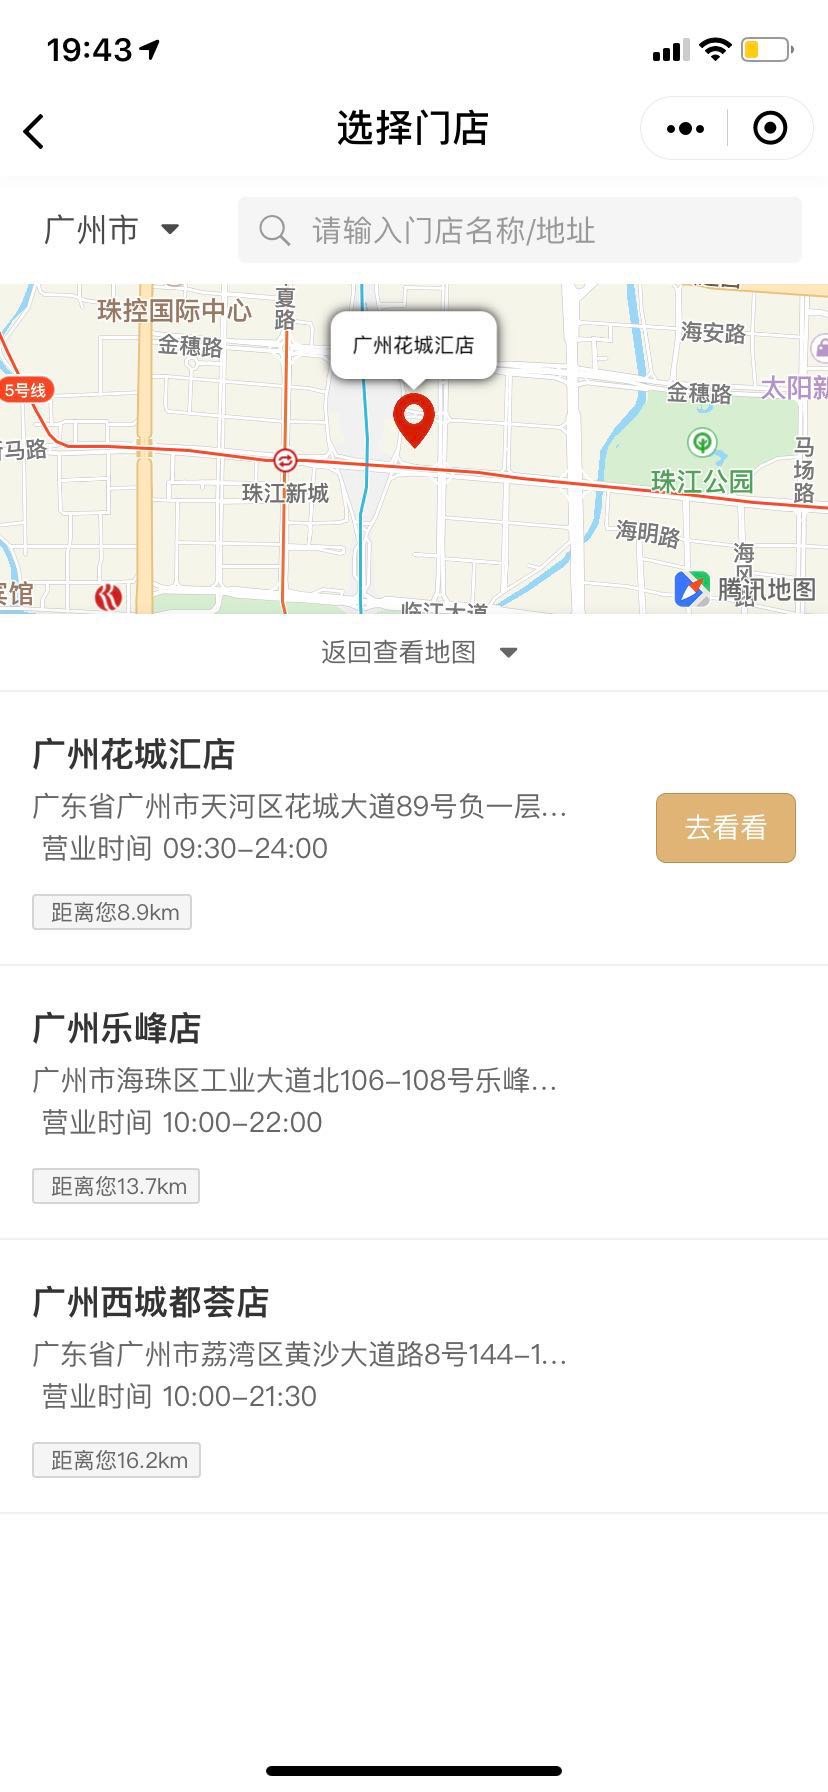 19:43
选择门店
广州市
请输入门店名称/地址
珠控国际中心
夏路
广州花城汇店
海安路
金穗路
5号线
金穗路
太阳新
马路
马场路
珠江公园
珠江新城
海明路
海风路
宾馆
腾讯地图
临江大道
返回查看地图
广州花城汇店
广东省广州市天河区花城大道89号负一层...
营业时间 09:30-24:00
去看看
距离您8.9km
广州乐峰店
广州市海珠区工业大道北106-108号乐峰...
营业时间 10:00-22:00
距离您13.7km
广州西城都荟店
广东省广州市荔湾区黄沙大道路8号144-1...
营业时间 10:00-21:30
距离您16.2km